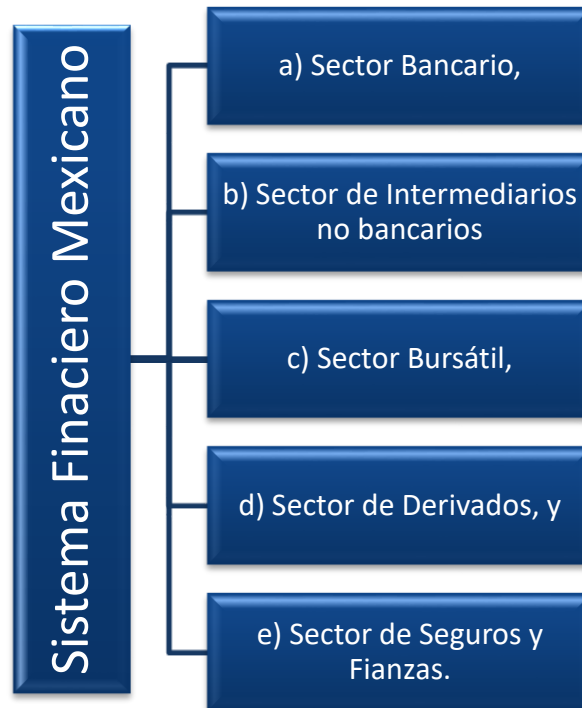 Sistema Finaciero Mexicano
a) Sector Bancario,
b) Sector de Intermediarios
no bancarios
c) Sector Bursátil,
d) Sector de Derivados, y
e) Sector de Seguros y
Fianzas.